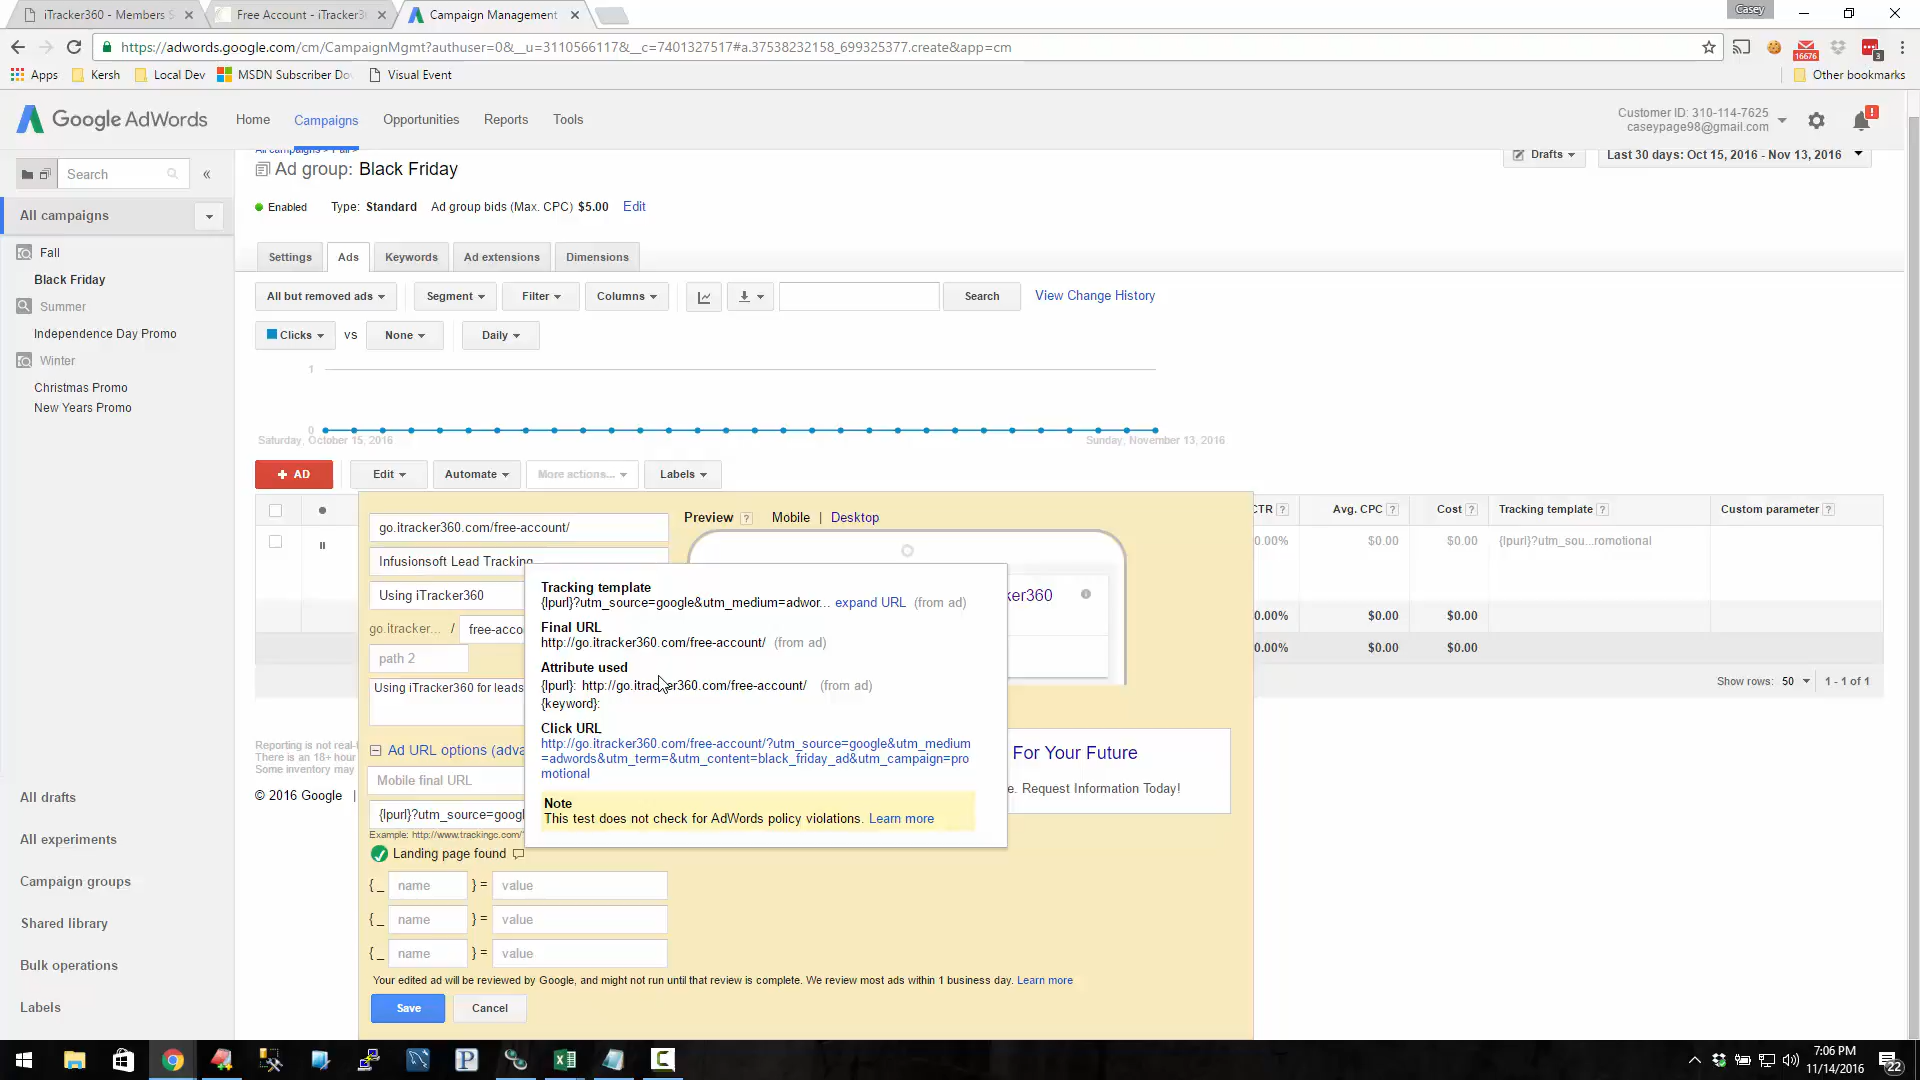 iTracker360 - Members S
Free Account - iTracker36
Campaign Management
Casey
https://adwords.google.com/cm/CampaignMgmt?authuser=0&__u=3110566117&__c=7401327517#a.37538232158_699325377.create&app=cm
16676
3
Apps
Kersh
Local Dev
MSDN Subscriber Do
Visual Event
Other bookmarks
Google AdWords
Home
Campaigns
Opportunities
Reports
Tools
Customer ID: 310-114-7625
caseypage98@gmail.com
!
Search
«
All campaigns
Fall
Black Friday
Summer
Independence Day Promo
Winter
Christmas Promo
New Years Promo
All drafts
All experiments
Campaign groups
Shared library
Bulk operations
Labels
Ad group: Black Friday
Drafts
Last 30 days: Oct 15, 2016 - Nov 13, 2016
Enabled Type: Standard Ad group bids (Max. CPC) $5.00 Edit
Settings
Ads
Keywords
Ad extensions
Dimensions
All but removed ads
Segment
Filter
Columns
Search
View Change History
Clicks vs None
Daily
1
0
Saturday, October 15, 2016
Sunday, November 13, 2016
+ AD
Edit
Automate
More actions...
Labels
CTR ?
Avg. CPC ?
Cost ?
Tracking template ?
Custom parameter ?
0.00% $0.00 $0.00 {lpurl}?utm_sou...romotional
0.00% $0.00 $0.00
0.00% $0.00 $0.00
Show rows: 50 1 - 1 of 1
Reporting is not real-
There is an 18+ hour
Some inventory may
© 2016 Google |
go.itracker360.com/free-account/
Infusionsoft Lead Tracking
Using iTracker360
go.itracker... / free-acco
path 2
Using iTracker360 for leads
Ad URL options (adva
Mobile final URL
{lpurl}?utm_source=googl
Example: http://www.trackingc.com/?
Landing page found
{ _ name } = value
{ _ name } = value
{ _ name } = value
Your edited ad will be reviewed by Google, and might not run until that review is complete. We review most ads within 1 business day. Learn more
Save
Cancel
Preview ? Mobile | Desktop
ker360
For Your Future
e. Request Information Today!
Tracking template
{lpurl}?utm_source=google&utm_medium=adwor... expand URL (from ad)
Final URL
http://go.itracker360.com/free-account/ (from ad)
Attribute used
{lpurl}: http://go.itracker360.com/free-account/ (from ad)
{keyword}:
Click URL
http://go.itracker360.com/free-account/?utm_source=google&utm_medium
=adwords&utm_term=&utm_content=black_friday_ad&utm_campaign=pro
motional
Note
This test does not check for AdWords policy violations. Learn more
7:06 PM
11/14/2016
22